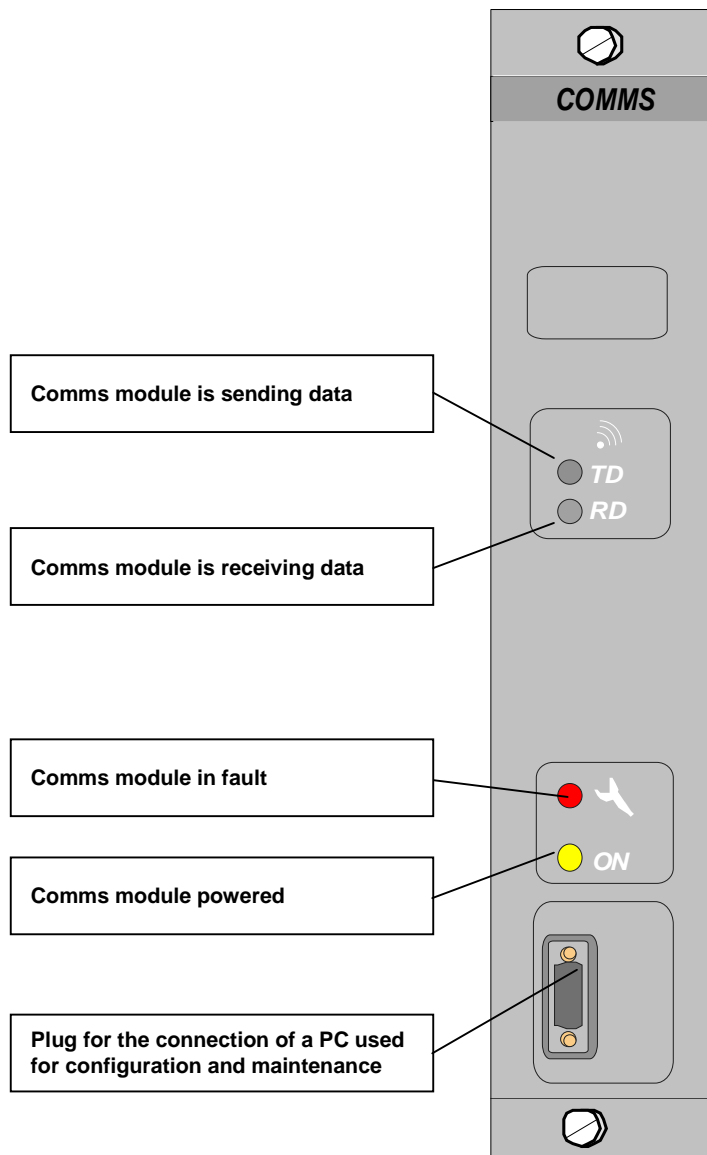 COMMS
Comms module is sending data
TD
RD
Comms module is receiving data
Comms module in fault
Comms module powered
ON
Plug for the connection of a PC used
for configuration and maintenance